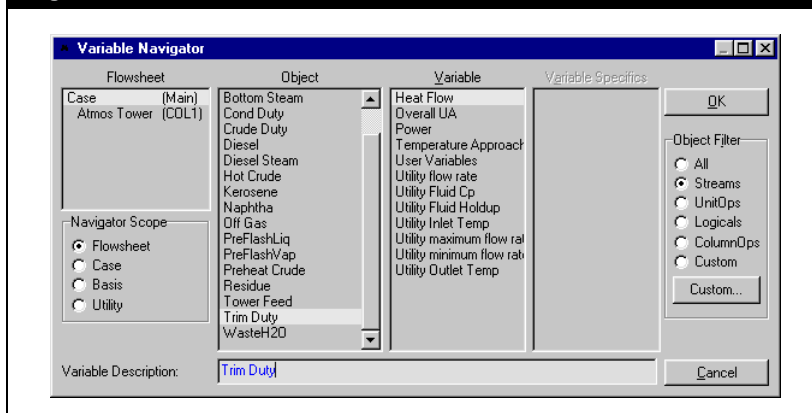 Variable Navigator
Flowsheet
Object
Variable
Variable Specifics
Case (Main)
Atmos Tower (COL1)
Navigator Scope
Flowsheet
Case
Basis
Utility
Bottom Steam
Cond Duty
Crude Duty
Diesel
Diesel Steam
Hot Crude
Kerosene
Naphtha
Off Gas
PreFlashLiq
PreFlashVap
Preheat Crude
Residue
Tower Feed
Trim Duty
WasteH2O
Heat Flow
Overall UA
Power
Temperature Approach
User Variables
Utility flow rate
Utility Fluid Cp
Utility Fluid Holdup
Utility Inlet Temp
Utility maximum flow rat
Utility minimum flow rat
Utility Outlet Temp
OK
Object Filter
All
Streams
UnitOps
Logicals
ColumnOps
Custom
Custom...
Variable Description:
Trim Duty
Cancel